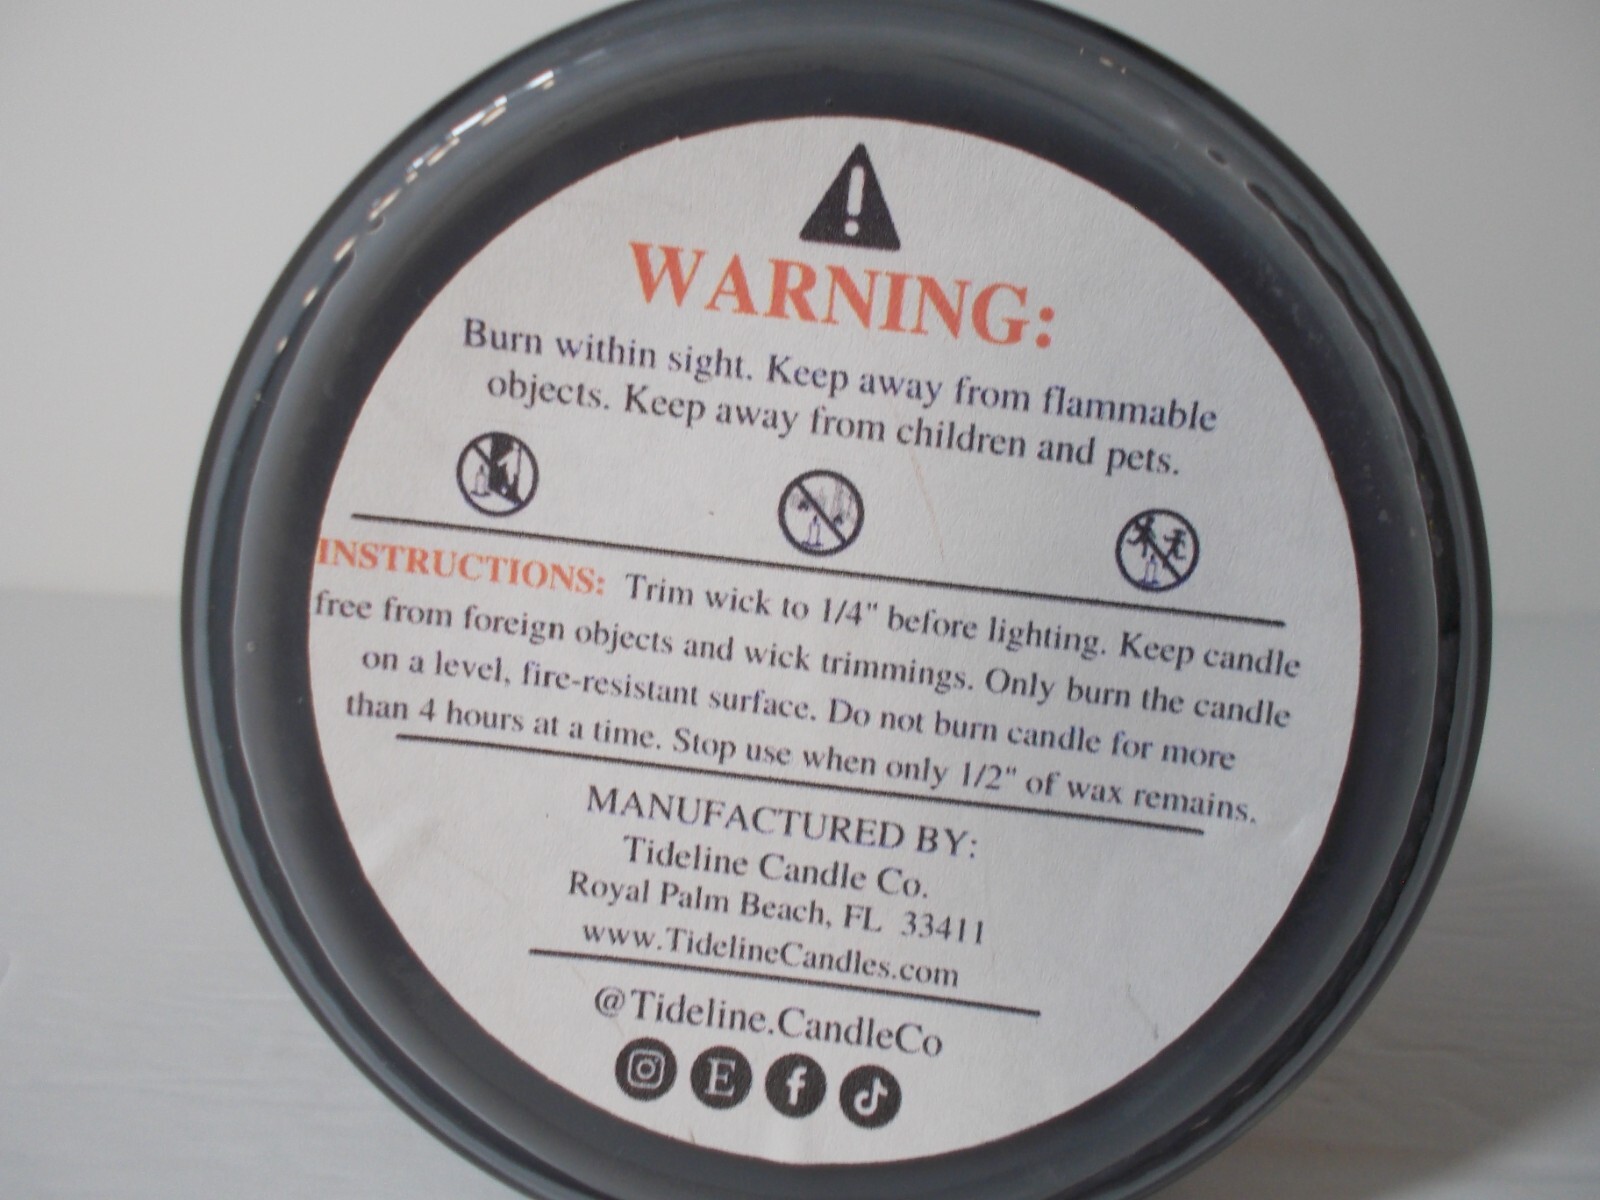 WARNING:
Burn within sight. Keep away from flammable
objects. Keep away from children and pets.
INSTRUCTIONS: Trim wick to 1/4" before lighting. Keep candle
free from foreign objects and wick trimmings. Only burn the candle
on a level, fire-resistant surface. Do not burn candle for more
than 4 hours at a time. Stop use when only 1/2" of wax remains.
MANUFACTURED BY:
Tideline Candle Co.
Royal Palm Beach, FL 33411
www.TidelineCandles.com
@Tideline.CandleCo